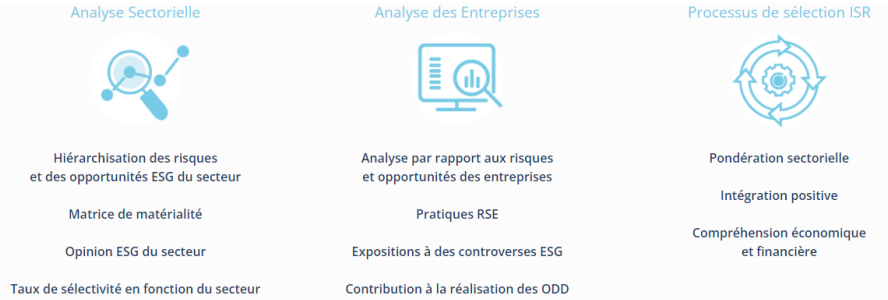 Analyse Sectorielle
Hiérarchisation des risques
et des opportunités ESG du secteur
Matrice de matérialité
Opinion ESG du secteur
Taux de sélectivité en fonction du secteur
Analyse des Entreprises
Analyse par rapport aux risques
et opportunités des entreprises
Pratiques RSE
Expositions à des controverses ESG
Contribution à la réalisation des ODD
Processus de sélection ISR
Pondération sectorielle
Intégration positive
Compréhension économique
et financière